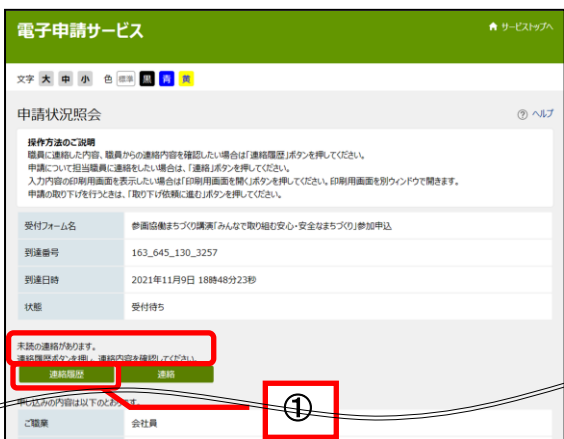 電子申請サービス
サービストップへ
文字 大 中 小 色 標準 黒 青 黄
申請状況照会
ヘルプ
操作方法のご説明
職員に連絡した内容、職員からの連絡内容を確認したい場合は「連絡履歴」ボタンを押してください。
申請について担当職員に連絡をしたい場合は、「連絡」ボタンを押してください。
入力内容の印刷用画面を表示したい場合は「印刷用画面を開く」ボタンを押してください。印刷用画面を別ウィンドウで開きます。
申請の取り下げを行うときは、「取り下げ依頼に進む」ボタンを押してください。
受付フォーム名 参画協働まちづくり講演「みんなで取り組む安心・安全なまちづくり」参加申込
到達番号 163_645_130_3257
到達日時 2021年11月9日 18時48分23秒
状態 受付待ち
未読の連絡があります。
連絡履歴ボタンを押し、連絡内容を確認してください。
連絡履歴 連絡
申し込みの内容は以下のとおりです。
①
ご職業 会社員